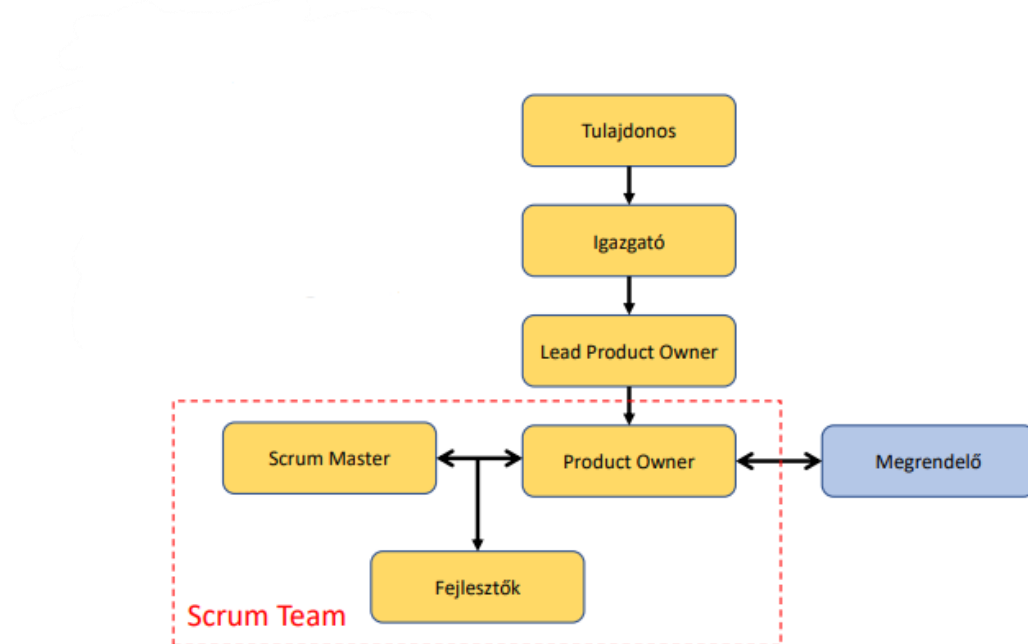 Tulajdonos
Igazgató
Lead Product Owner
Scrum Master
Product Owner
Megrendelő
Fejlesztők
Scrum Team